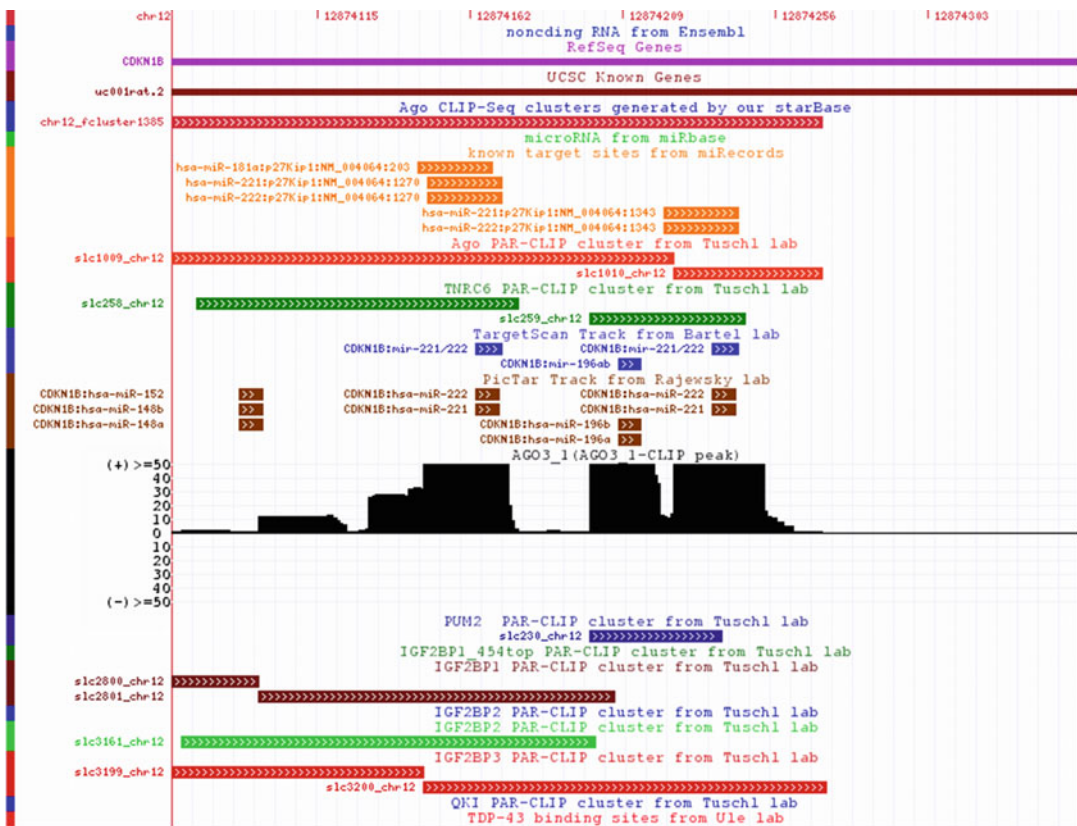 chr12 12874115 12874162 12874209 12874256 12874303
noncding RNA from Ensembl
RefSeq Genes
CDKN1B
UCSC Known Genes
uc001rat.2
Ago CLIP-Seq clusters generated by our starBase
chr12_fcluster1385
microRNA from miRbase
known target sites from miRecords
hsa-miR-181a:p27Kip1:NM_004064:203
hsa-miR-221:p27Kip1:NM_004064:1270
hsa-miR-222:p27Kip1:NM_004064:1270
hsa-miR-221:p27Kip1:NM_004064:1343
hsa-miR-222:p27Kip1:NM_004064:1343
Ago PAR-CLIP cluster from Tuschl lab
slc1009_chr12
slc1010_chr12
TNRC6 PAR-CLIP cluster from Tuschl lab
slc258_chr12
slc259_chr12
TargetScan Track from Bartel lab
CDKN1B:mir-221/222 CDKN1B:mir-221/222
CDKN1B:mir-196ab
PicTar Track from Rajewsky lab
CDKN1B:hsa-miR-152 CDKN1B:hsa-miR-222 CDKN1B:hsa-miR-222
CDKN1B:hsa-miR-148b CDKN1B:hsa-miR-221 CDKN1B:hsa-miR-221
CDKN1B:hsa-miR-148a CDKN1B:hsa-miR-196b
CDKN1B:hsa-miR-196a
AGO3_1(AGO3_1-CLIP peak)
(+) >=50
40
30
20
10
0
10
20
30
40
(-) >=50
PUM2 PAR-CLIP cluster from Tuschl lab
slc230_chr12
IGF2BP1_454top PAR-CLIP cluster from Tuschl lab
IGF2BP1 PAR-CLIP cluster from Tuschl lab
slc2800_chr12
slc2801_chr12
IGF2BP2 PAR-CLIP cluster from Tuschl lab
IGF2BP2 PAR-CLIP cluster from Tuschl lab
slc3161_chr12
IGF2BP3 PAR-CLIP cluster from Tuschl lab
slc3199_chr12
slc3200_chr12
QKI PAR-CLIP cluster from Tuschl lab
TDP-43 binding sites from Ule lab